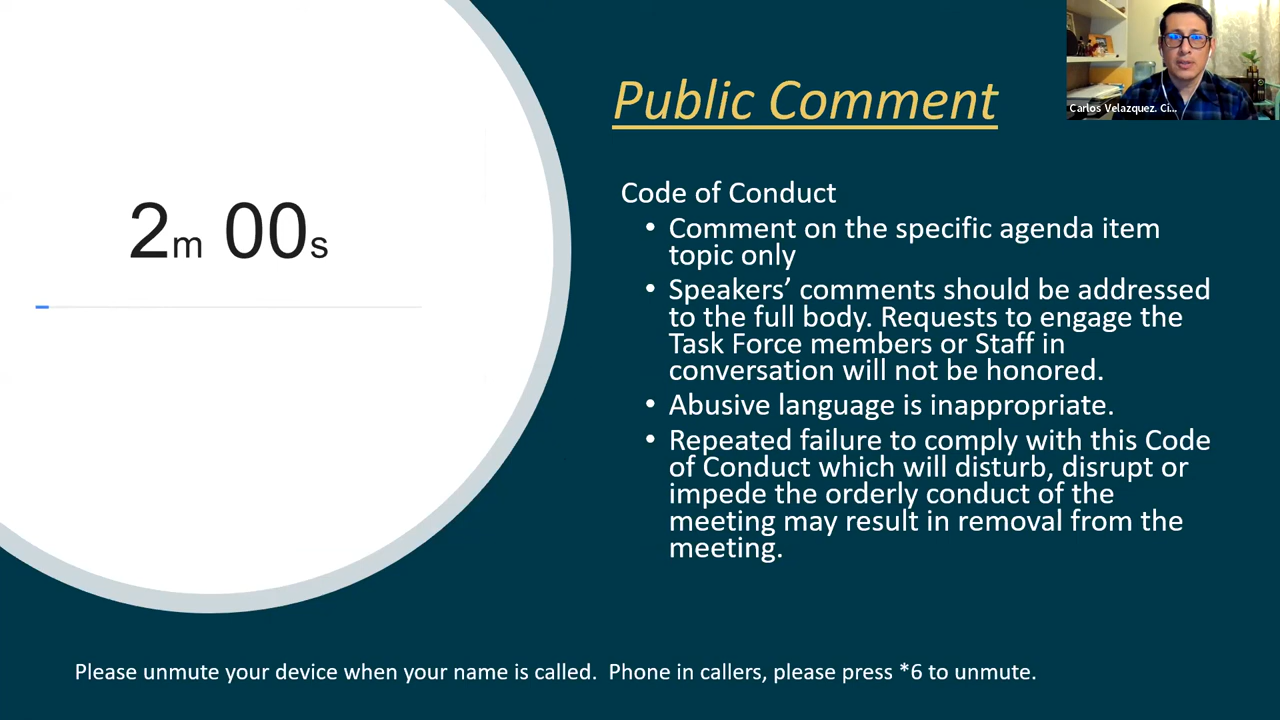 Public Comment
Carlos Velazquez. Ci...
2m 00s
Code of Conduct
• Comment on the specific agenda item
topic only
• Speakers’ comments should be addressed
to the full body. Requests to engage the
Task Force members or Staff in
conversation will not be honored.
• Abusive language is inappropriate.
• Repeated failure to comply with this Code
of Conduct which will disturb, disrupt or
impede the orderly conduct of the
meeting may result in removal from the
meeting.
Please unmute your device when your name is called.  Phone in callers, please press *6 to unmute.